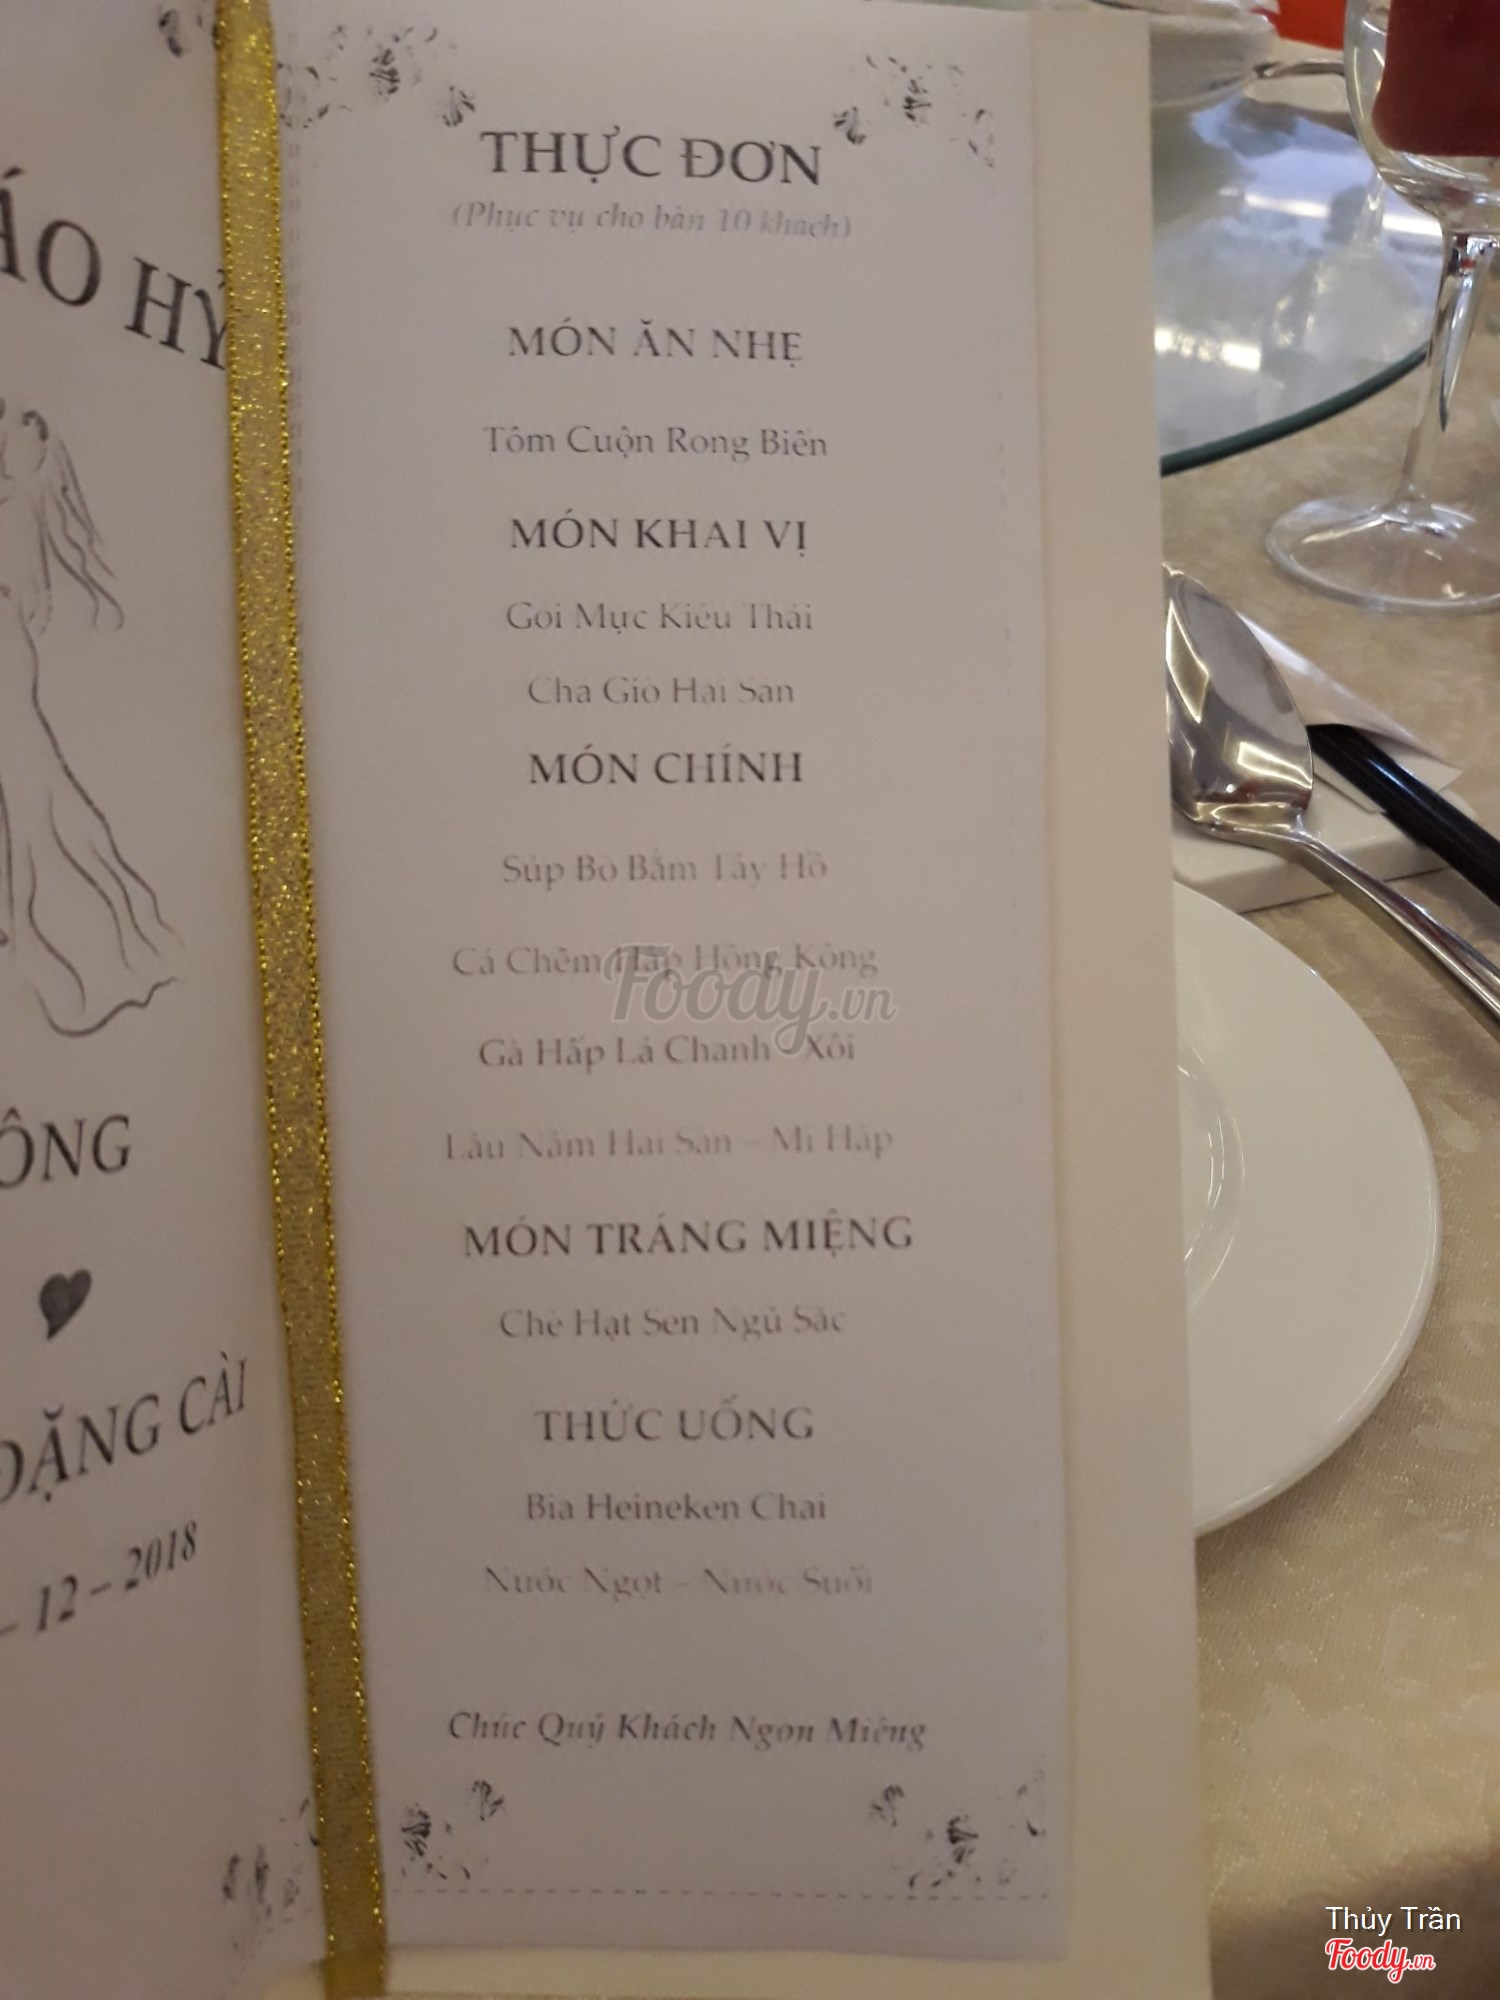 ÁO HỶ
ÔNG
ĐẶNG CÀI
– 12 – 2018
THỰC ĐƠN
(Phục vụ cho bàn 10 khách)
MÓN ĂN NHẸ
Tôm Cuộn Rong Biển
MÓN KHAI VỊ
Gỏi Mực Kiểu Thái
Chả Giò Hải Sản
MÓN CHÍNH
Súp Bò Bằm Tây Hồ
Cá Chẽm Hấp Hồng Kông
Gà Hấp Lá Chanh - Xôi
Lẩu Nấm Hải Sản – Mì Hấp
MÓN TRÁNG MIỆNG
Chè Hạt Sen Ngũ Sắc
THỨC UỐNG
Bia Heineken Chai
Nước Ngọt – Nước Suối
Chúc Quý Khách Ngon Miệng
Foody.vn
Thủy Trần
Foody.vn